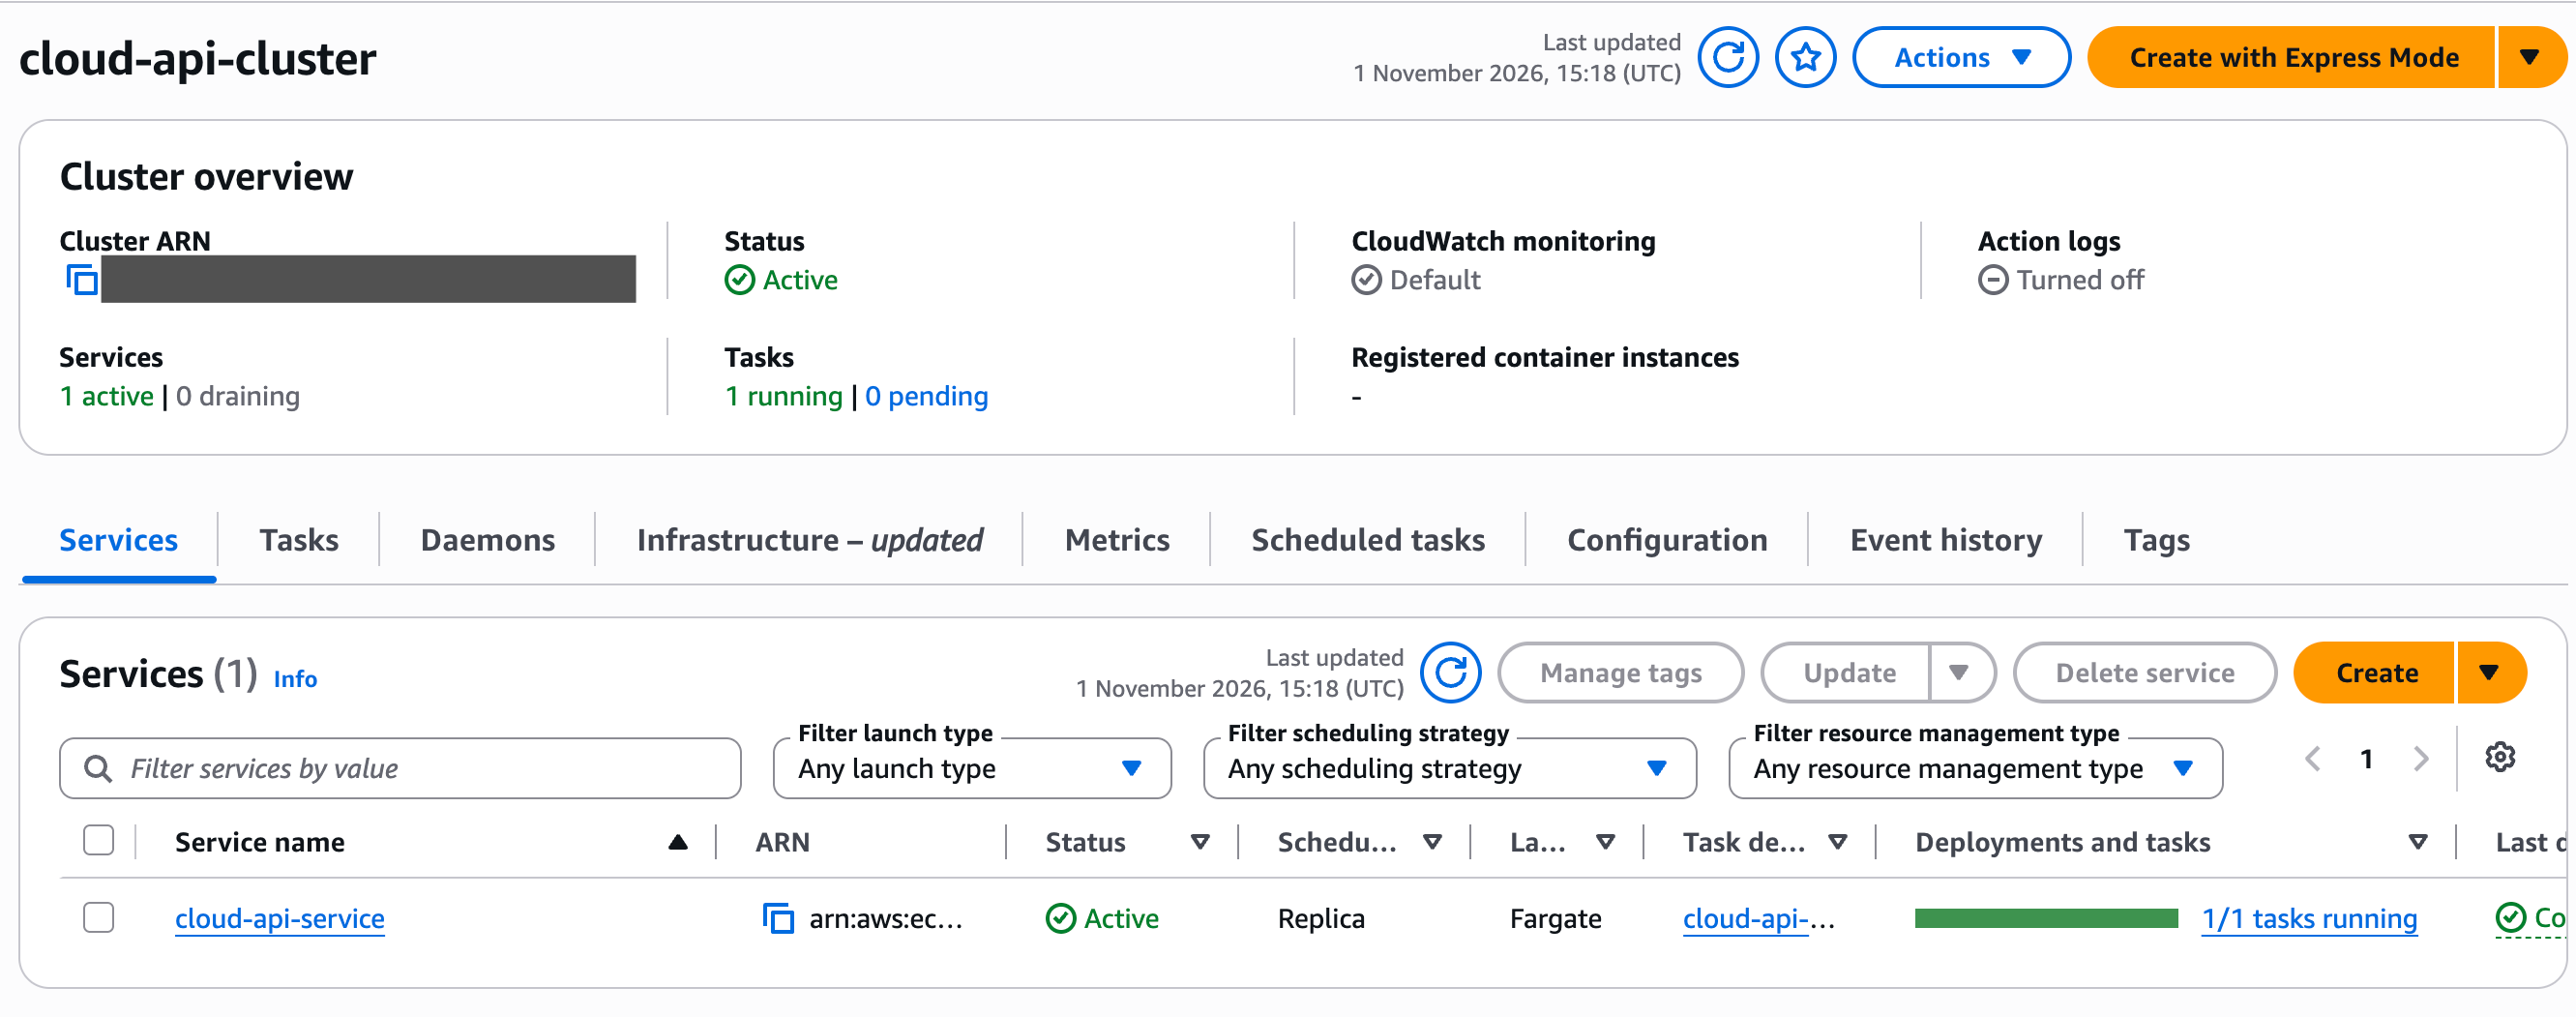 cloud-api-cluster
Last updated
1 November 2026, 15:18 (UTC)
Actions
Create with Express Mode
Cluster overview
Cluster ARN
Status
Active
CloudWatch monitoring
Default
Action logs
Turned off
Services
1 active | 0 draining
Tasks
1 running | 0 pending
Registered container instances
-
Services
Tasks
Daemons
Infrastructure – updated
Metrics
Scheduled tasks
Configuration
Event history
Tags
Services (1) Info
Last updated
1 November 2026, 15:18 (UTC)
Manage tags
Update
Delete service
Create
Filter services by value
Filter launch type
Any launch type
Filter scheduling strategy
Any scheduling strategy
Filter resource management type
Any resource management type
1
Service name
ARN
Status
Schedu...
La...
Task de...
Deployments and tasks
Last
cloud-api-service
arn:aws:ec...
Active
Replica
Fargate
cloud-api-...
1/1 tasks running
Co